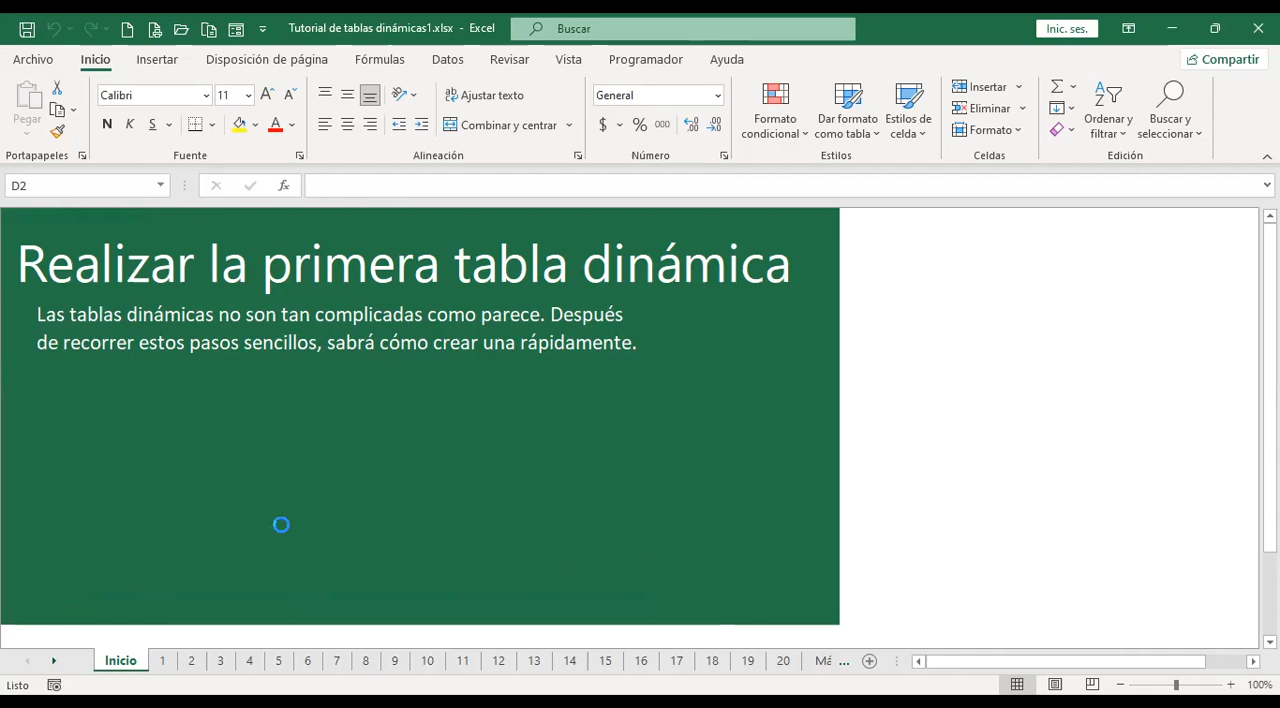 Tutorial de tablas dinámicas1.xlsx - Excel
Buscar
Inic. ses.
Archivo Inicio Insertar Disposición de página Fórmulas Datos Revisar Vista Programador Ayuda
Compartir
Pegar
Portapapeles
Calibri 11
N K S
Fuente
Ajustar texto
Combinar y centrar
Alineación
General
$ % 000
Número
Formato condicional
Dar formato como tabla
Estilos de celda
Estilos
Insertar
Eliminar
Formato
Celdas
Ordenar y filtrar
Buscar y seleccionar
Edición
D2
fx
Realizar la primera tabla dinámica
Las tablas dinámicas no son tan complicadas como parece. Después
de recorrer estos pasos sencillos, sabrá cómo crear una rápidamente.
Inicio 1 2 3 4 5 6 7 8 9 10 11 12 13 14 15 16 17 18 19 20 Má ...
Listo
100%